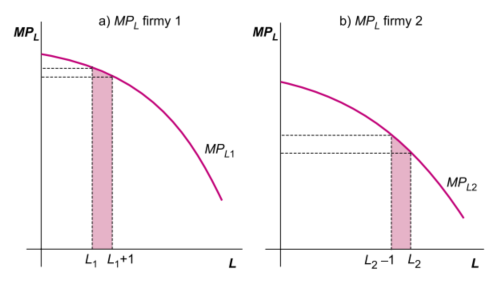 a) MP_L firmy 1
MP_L
MP_L1
L_1 L_1+1 L
b) MP_L firmy 2
MP_L
MP_L2
L_2 –1 L_2 L